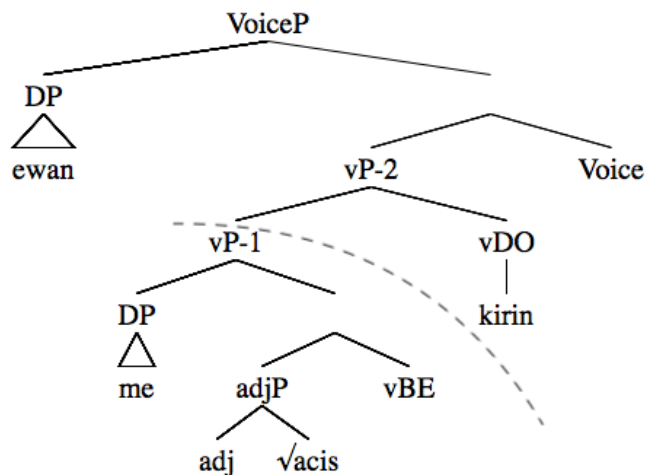 VoiceP
DP
ewan
vP-2 Voice
vP-1 vDO
DP kirin
me adjP vBE
adj √acis